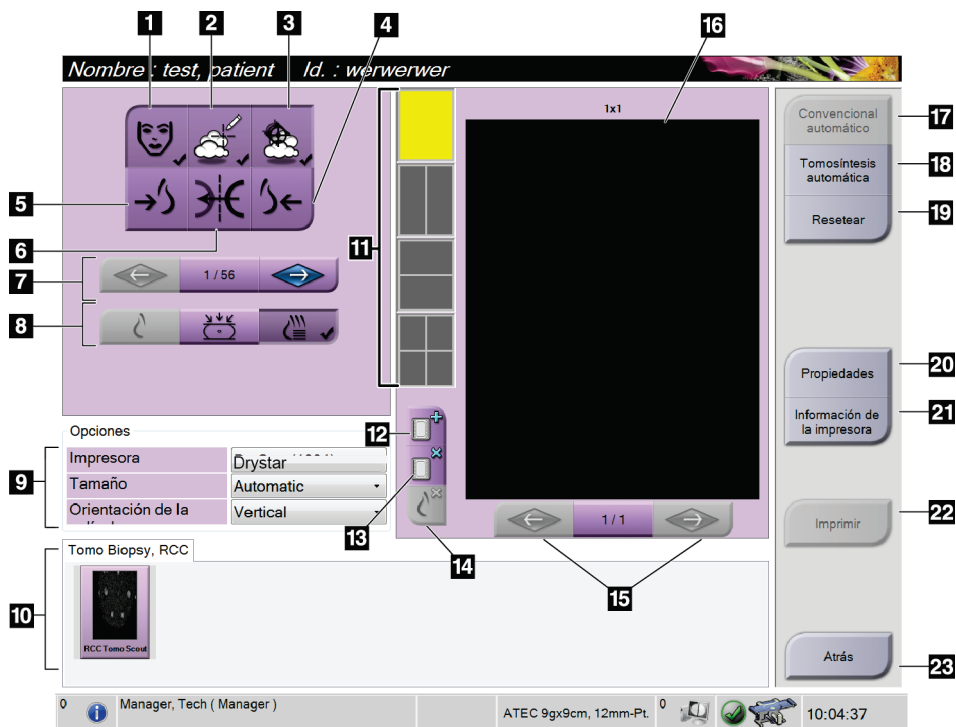 1
2
3
4
16
Nombre : test, patient Id. : werwerwer
1x1
Convencional
automático
17
Tomosíntesis
automática
18
Resetear
19
5
6
11
7
1 / 56
8
Propiedades
20
Información de
la impresora
21
Opciones
12
9
Impresora
Drystar
Tamaño
Automatic
Orientación de la
Vertical
13
14
1 / 1
15
Imprimir
22
Tomo Biopsy, RCC
10
RCC Tomo Scout
Atrás
23
0
Manager, Tech ( Manager )
ATEC 9gx9cm, 12mm-Pt.
0
10:04:37